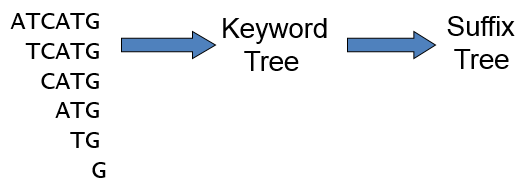 ATCATG
TCATG
CATG
ATG
TG
G
Keyword
Tree
Suffix
Tree